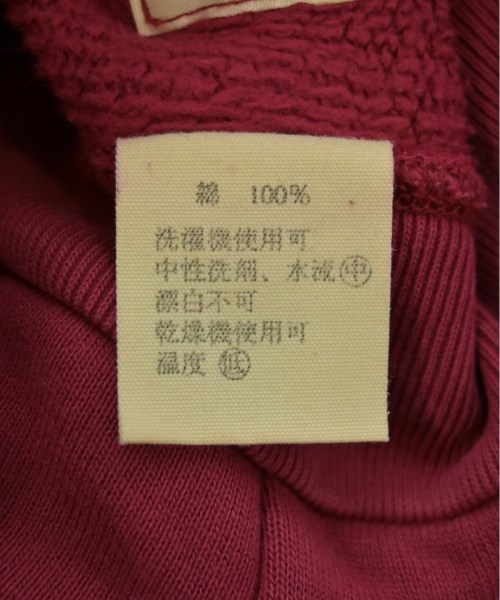 綿 100%
洗濯機使用可
中性洗剤、水流㊥
漂白不可
乾燥機使用可
温度 低